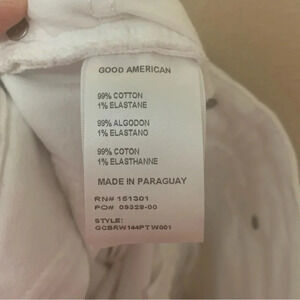 GOOD AMERICAN
99% COTTON
1% ELASTANE
99% ALGODON
1% ELASTANO
99% COTON
1% ELASTHANNE
MADE IN PARAGUAY
RN# 151301
PO# 09329-00
STYLE:
GCBRW144PTW001